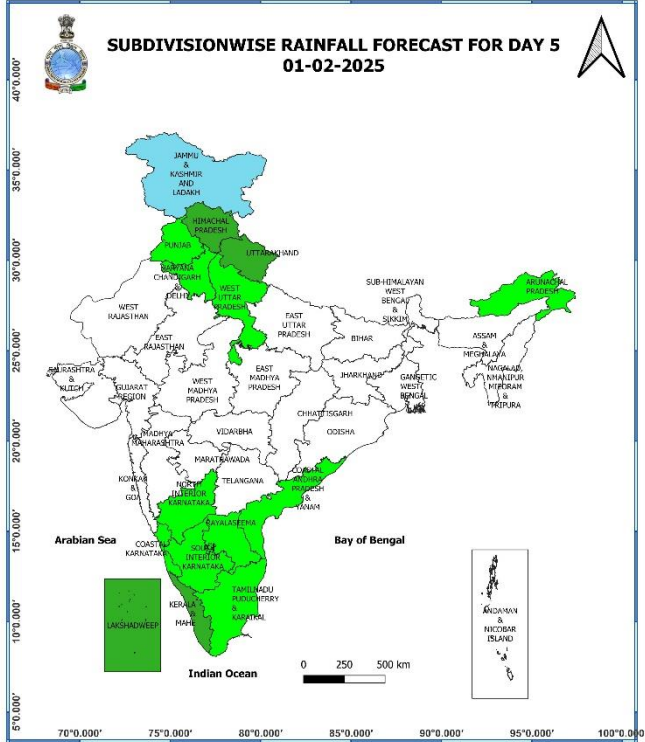 SUBDIVISIONWISE RAINFALL FORECAST FOR DAY 5
01-02-2025
40°0.000'
35°0.000'
30°0.000'
25°0.000'
20°0.000'
15°0.000'
10°0.000'
5°0.000'
JAMMU
&
KASHMIR
AND
LADAKH
HIMACHAL
PRADESH
PUNJAB
UTTARAKHAND
HARYANA
CHANDIGARH
&
DELHI
WEST
UTTAR
PRADESH
ARUNACHAL
PRADESH
SUB-HIMALAYAN
WEST
BENGAL
&
SIKKIM
WEST
RAJASTHAN
EAST
RAJASTHAN
EAST
UTTAR
PRADESH
BIHAR
ASSAM
&
MEGHALAYA
SAURASHTRA
&
KUTCH
GUJARAT
REGION
WEST
MADHYA
PRADESH
EAST
MADHYA
PRADESH
JHARKHAND
GANGETIC
WEST
BENGAL
NAGALAD
MANIPUR
MIZORAM
&
TRIPURA
CHHATTISGARH
ODISHA
MADHYA
MAHARASHTRA
VIDARBHA
MARATHWADA
TELANGANA
KONKAN
&
GOA
NORTH
INTERIOR
KARNATAKA
COASTAL
ANDHRA
PRADESH
&
YANAM
RAYALASEEMA
Arabian Sea
Bay of Bengal
COASTAL
KARNATAKA
SOUTH
INTERIOR
KARNATAKA
LAKSHADWEEP
KERALA
&
MAHE
TAMILNADU
PUDUCHERRY
&
KARAIKAL
ANDAMAN
&
NICOBAR
ISLAND
Indian Ocean
0 250 500 km
70°0.000' 75°0.000' 80°0.000' 85°0.000' 90°0.000' 95°0.000' 100°0.000'